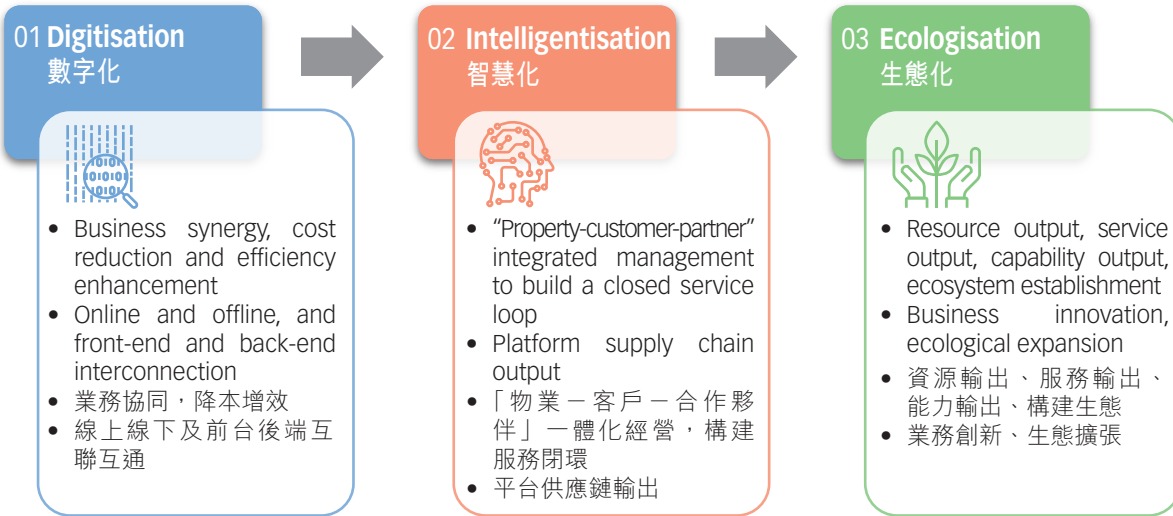 01 Digitisation
數字化
0101
01010
1010
• Business synergy, cost
reduction and efficiency
enhancement
• Online and offline, and
front-end and back-end
interconnection
• 業務協同，降本增效
• 線上線下及前台後端互
聯互通
02 Intelligentisation
智慧化
• “Property-customer-partner”
integrated management
to build a closed service
loop
• Platform supply chain
output
• 「物業－客戶－合作夥
伴」一體化經營，構建
服務閉環
• 平台供應鏈輸出
03 Ecologisation
生態化
• Resource output, service
output, capability output,
ecosystem establishment
• Business innovation,
ecological expansion
• 資源輸出、服務輸出、
能力輸出、構建生態
• 業務創新、生態擴張